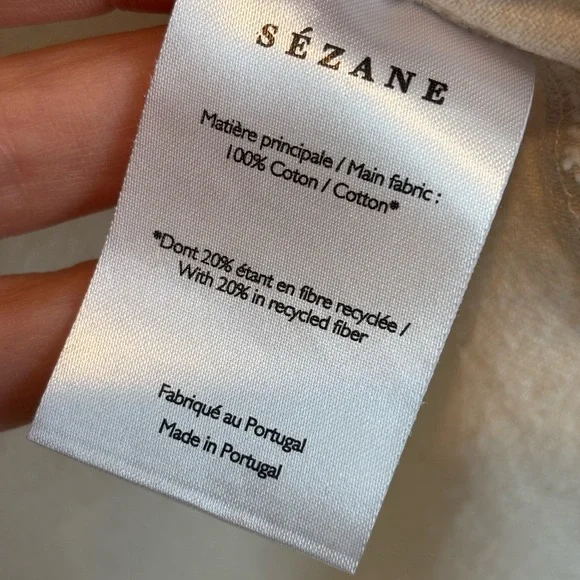 SÉZANE
Matière principale / Main fabric :
100% Coton / Cotton*
*Dont 20% étant en fibre recyclée /
With 20% in recycled fiber
Fabriqué au Portugal
Made in Portugal